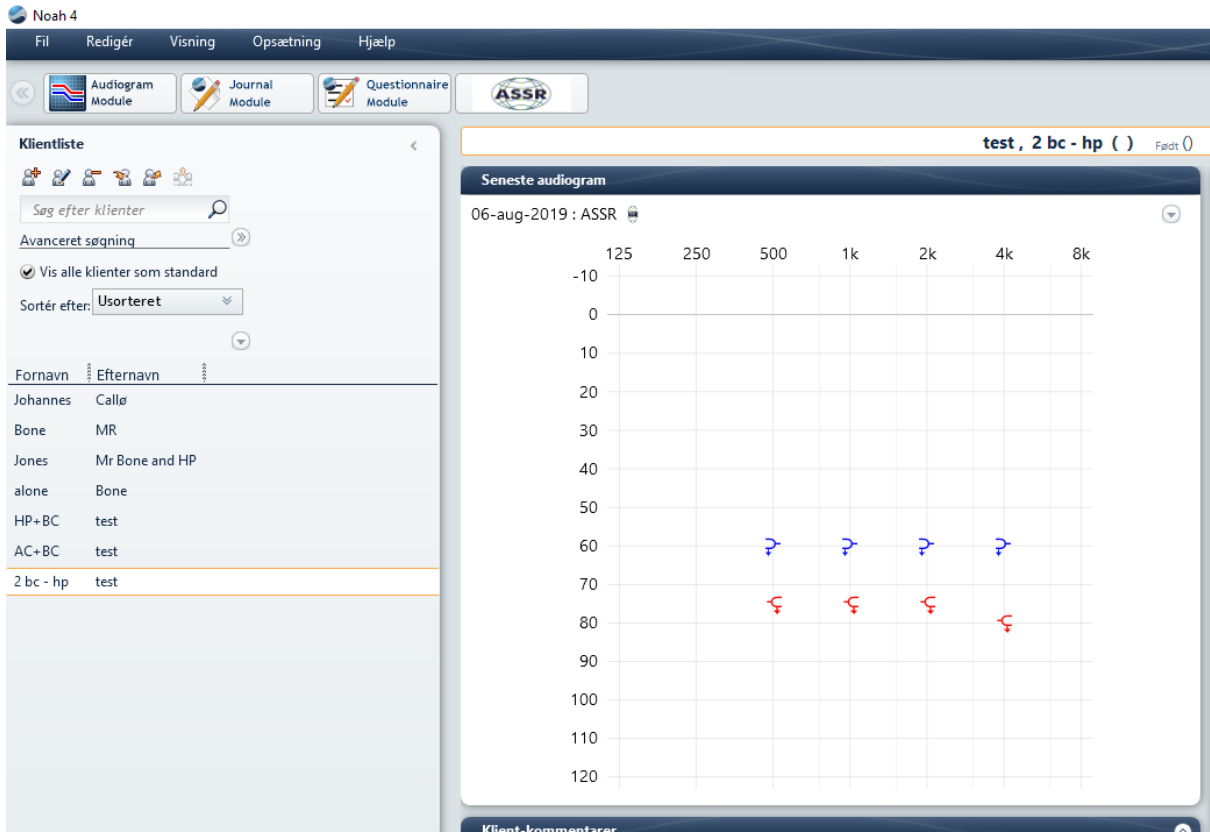 Noah 4
Fil Redigér Visning Opsætning Hjælp
Audiogram Module
Journal Module
Questionnaire Module
ASSR
Klientliste
Søg efter klienter
Avanceret søgning
Vis alle klienter som standard
Sortér efter: Usorteret
Fornavn Efternavn
Johannes Callø
Bone MR
Jones Mr Bone and HP
alone Bone
HP+BC test
AC+BC test
2 bc - hp test
test , 2 bc - hp ( ) Født ()
Seneste audiogram
06-aug-2019 : ASSR
125 250 500 1k 2k 4k 8k
-10
0
10
20
30
40
50
60
70
80
90
100
110
120
Klient-kommentarer